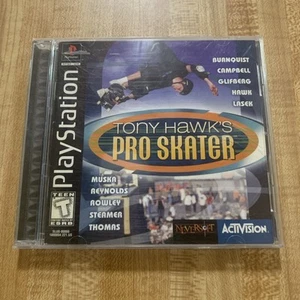 PlayStation
BURNQUIST
CAMPBELL
GLIFBERG
HAWK
LASEK
TONY HAWK'S
PRO SKATER
MUSKA
REYNOLDS
ROWLEY
STEAMER
THOMAS
TEEN
T
ESRB
NEVERSOFT
ACTIVISION